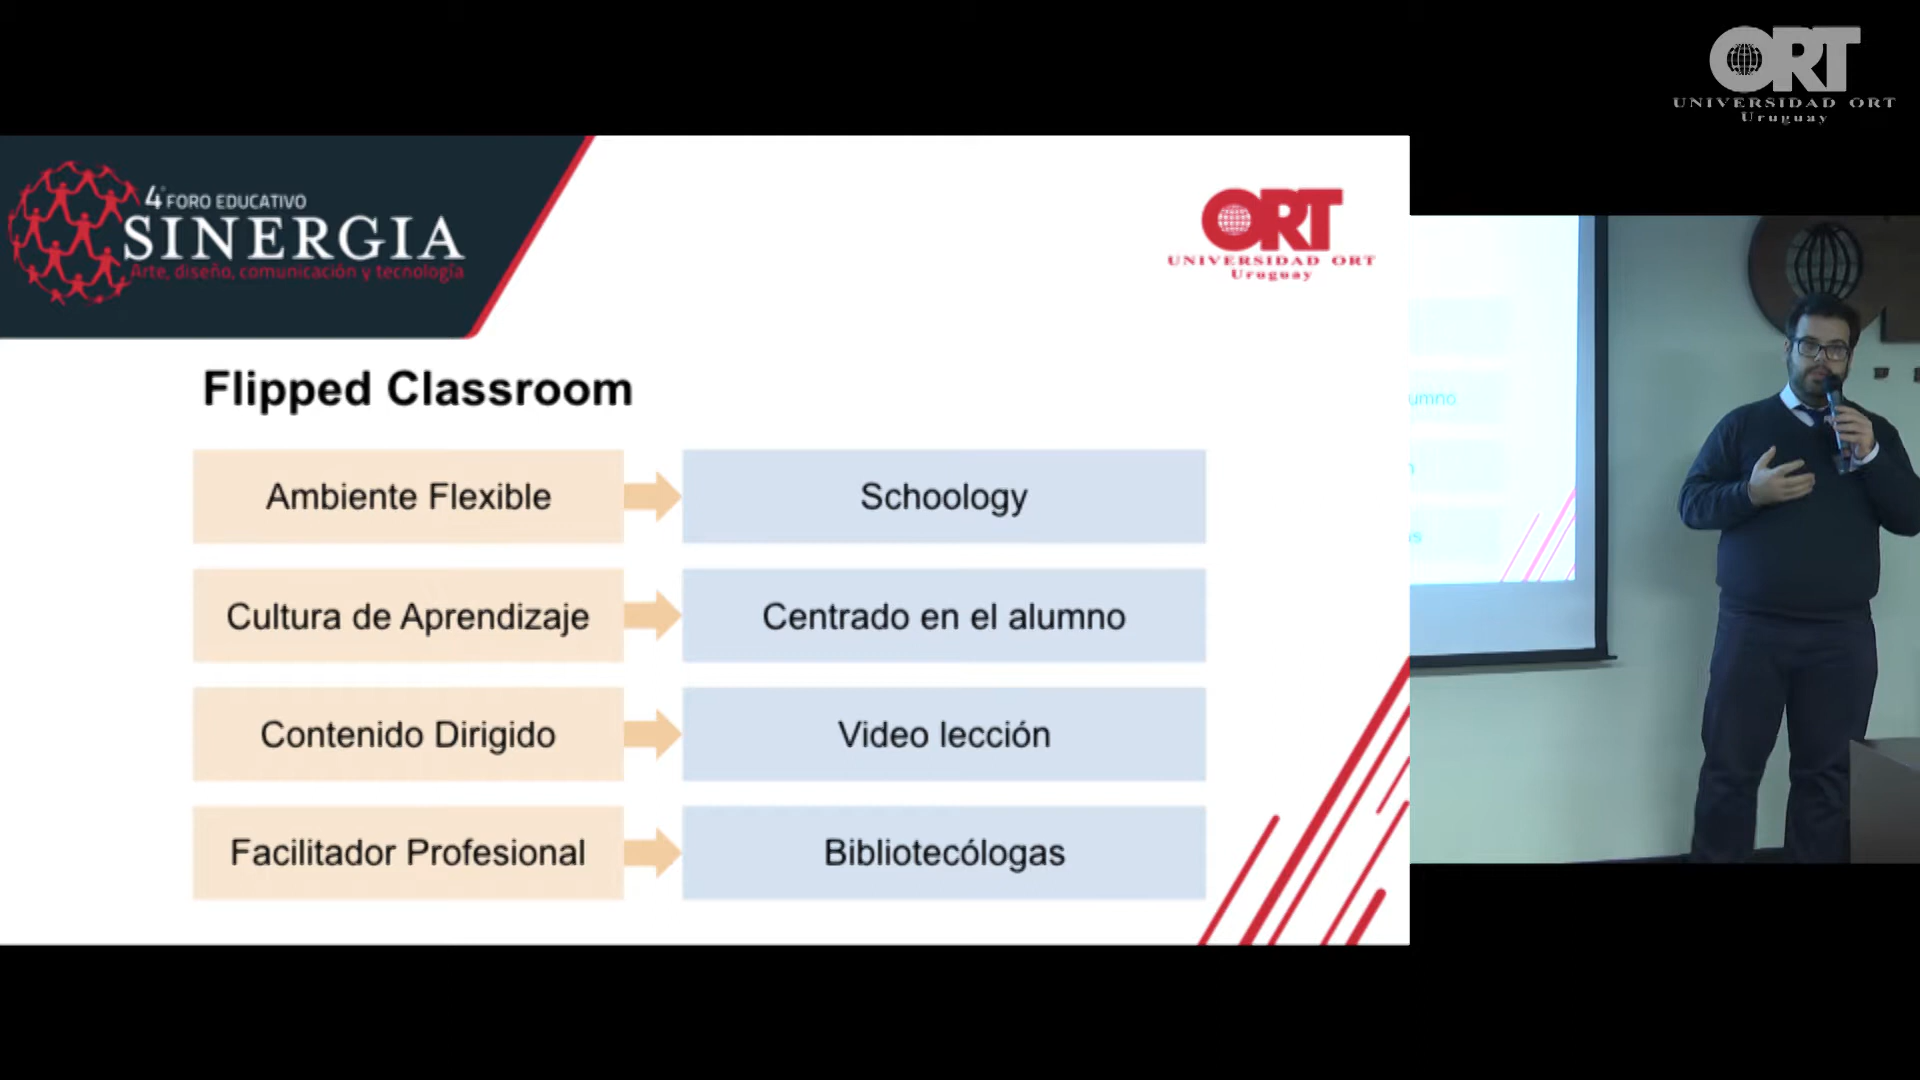 ORT
UNIVERSIDAD ORT
Uruguay
4° FORO EDUCATIVO
SINERGIA
Arte, diseño, comunicación y tecnología
ORT
UNIVERSIDAD ORT
Uruguay
Flipped Classroom
Ambiente Flexible
Schoology
Cultura de Aprendizaje
Centrado en el alumno
Contenido Dirigido
Video lección
Facilitador Profesional
Bibliotecólogas